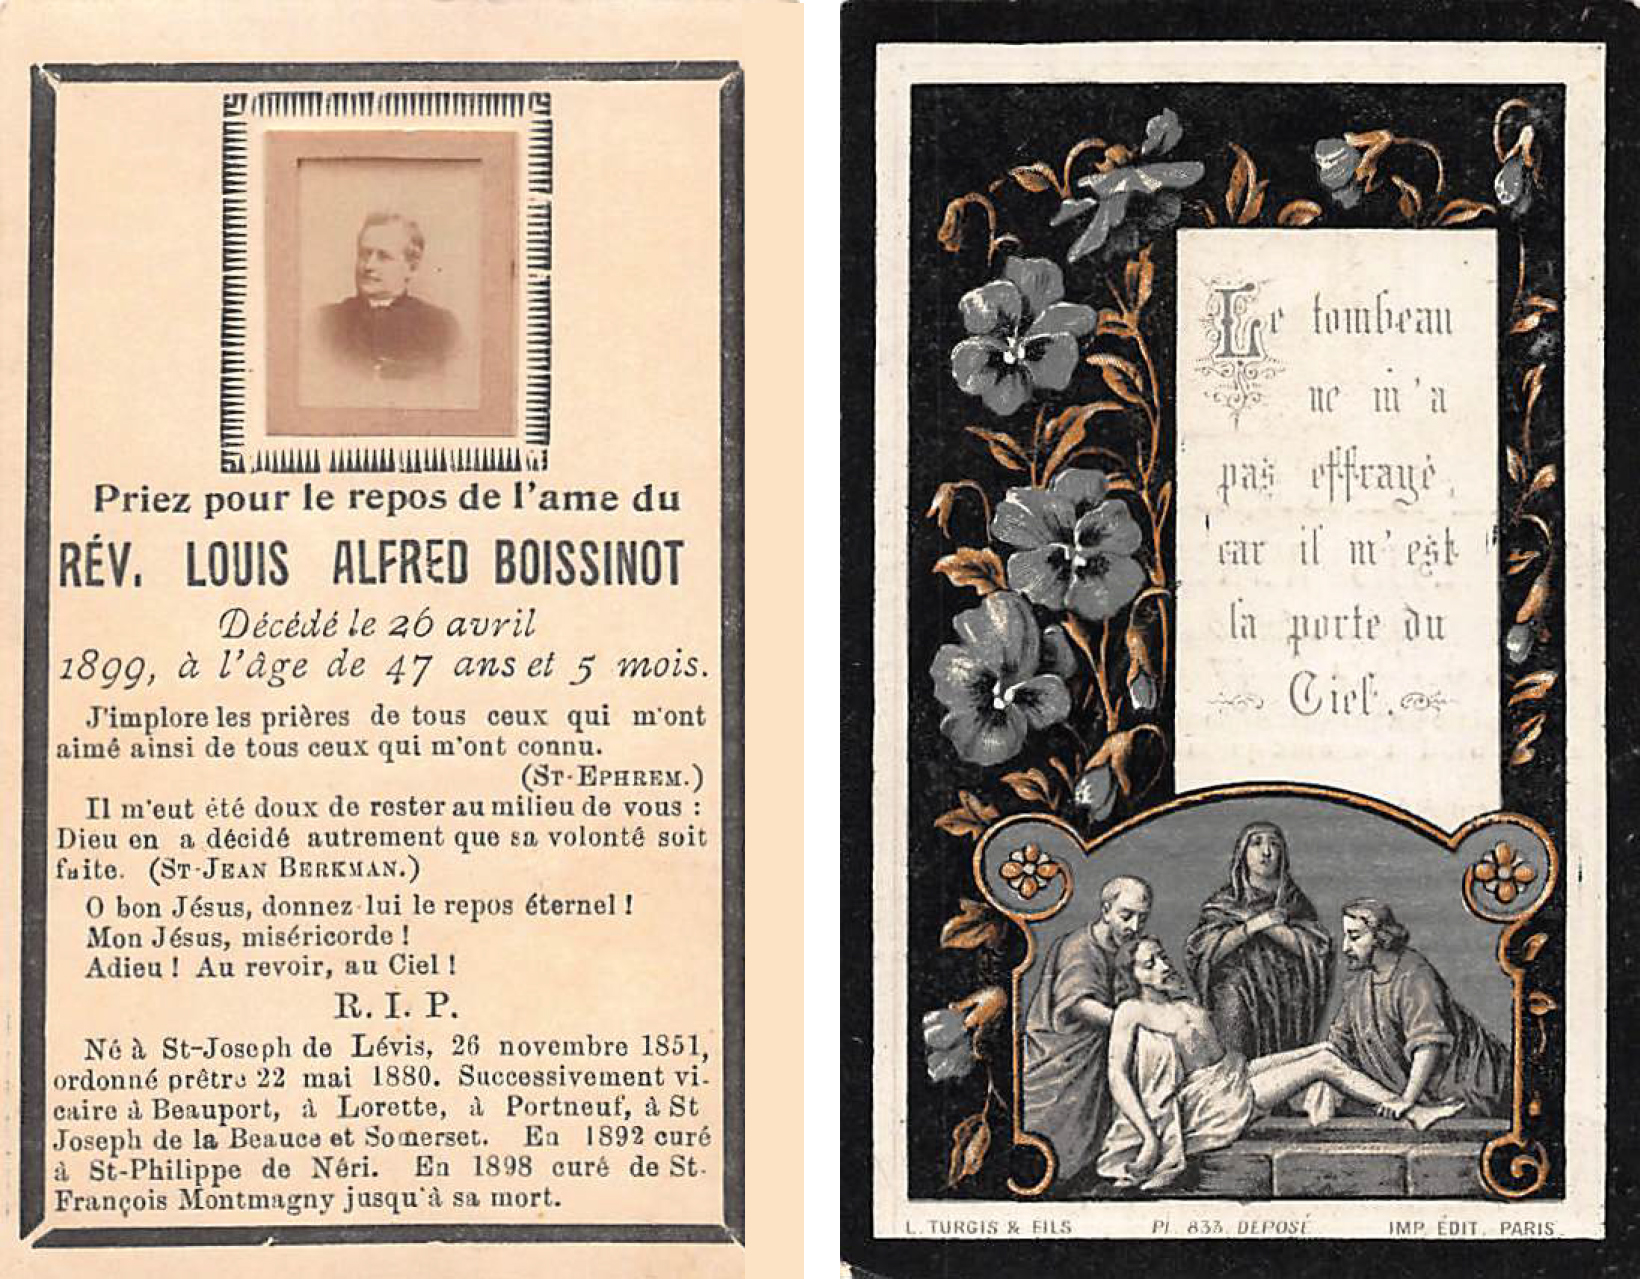 Priez pour le repos de l'ame du
RÉV. LOUIS ALFRED BOISSINOT
Décédé le 26 avril
1899, à l'âge de 47 ans et 5 mois.
J'implore les prières de tous ceux qui m'ont
aimé ainsi de tous ceux qui m'ont connu.
(ST-EPHREM.)
Il m'eut été doux de rester au milieu de vous :
Dieu en a décidé autrement que sa volonté soit
faite. (ST-JEAN BERKMAN.)
O bon Jésus, donnez-lui le repos éternel !
Mon Jésus, miséricorde !
Adieu ! Au revoir, au Ciel !
R. I. P.
Né à St-Joseph de Lévis, 26 novembre 1851,
ordonné prêtre 22 mai 1880. Successivement vi-
caire à Beauport, à Lorette, à Portneuf, à St
Joseph de la Beauce et Somerset. En 1892 curé
à St-Philippe de Néri. En 1898 curé de St-
François Montmagny jusqu'à sa mort.
Le tombeau
ne m'a
pas effrayé,
car il m'est
la porte du
Ciel.
L. TURGIS & FILS Pl. 833. DÉPOSÉ IMP. ÉDIT. PARIS.